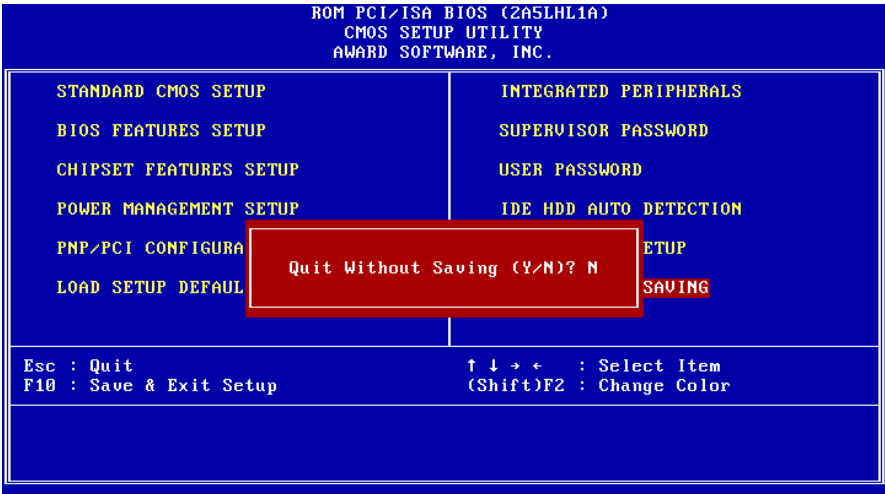 ROM PCI/ISA BIOS (2A5LHL1A)
CMOS SETUP UTILITY
AWARD SOFTWARE, INC.
STANDARD CMOS SETUP
BIOS FEATURES SETUP
CHIPSET FEATURES SETUP
POWER MANAGEMENT SETUP
PNP/PCI CONFIGURA
LOAD SETUP DEFAUL
INTEGRATED PERIPHERALS
SUPERVISOR PASSWORD
USER PASSWORD
IDE HDD AUTO DETECTION
ETUP
SAVING
Quit Without Saving (Y/N)? N
Esc : Quit
F10 : Save & Exit Setup
↑ ↓ → ← : Select Item
(Shift)F2 : Change Color